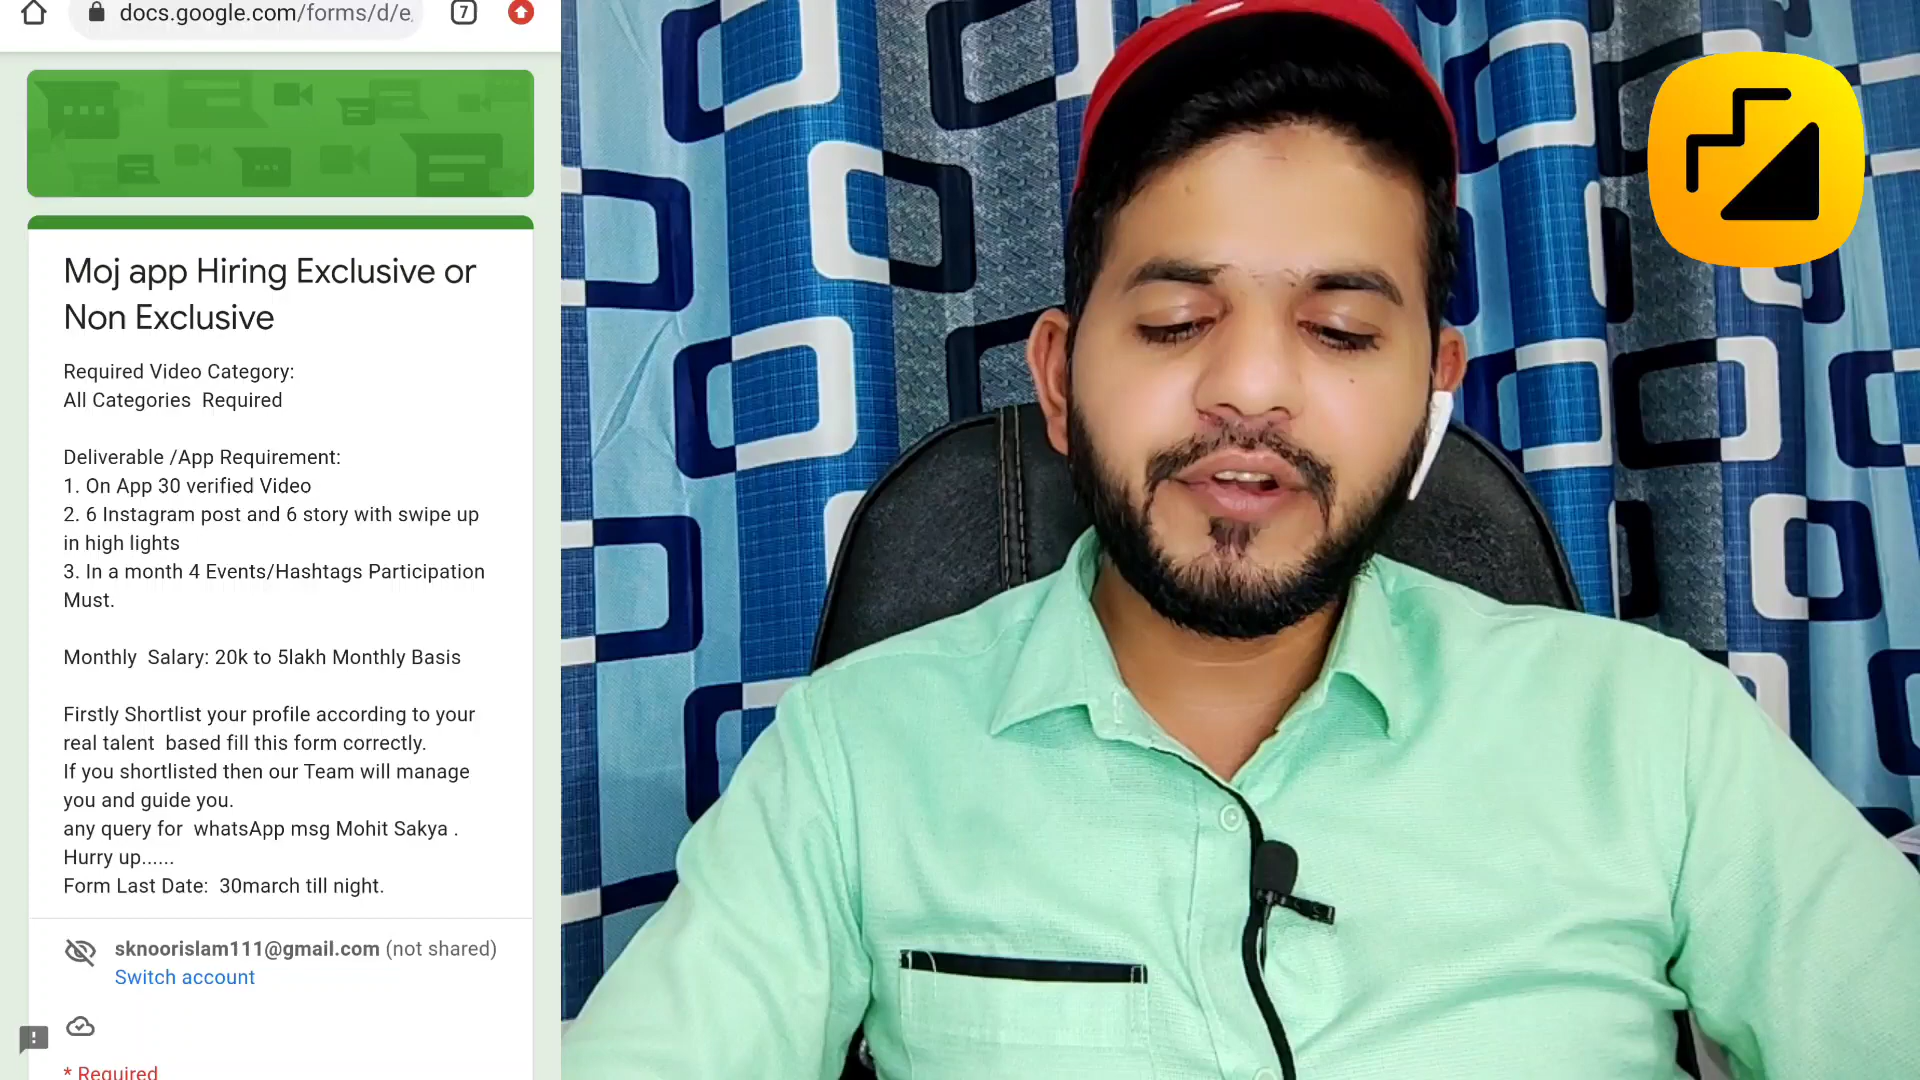 docs.google.com/forms/d/e
7
Moj app Hiring Exclusive or
Non Exclusive
Required Video Category:
All Categories Required
Deliverable /App Requirement:
1. On App 30 verified Video
2. 6 Instagram post and 6 story with swipe up
in high lights
3. In a month 4 Events/Hashtags Participation
Must.
Monthly Salary: 20k to 5lakh Monthly Basis
Firstly Shortlist your profile according to your
real talent based fill this form correctly.
If you shortlisted then our Team will manage
you and guide you.
any query for whatsApp msg Mohit Sakya .
Hurry up......
Form Last Date: 30march till night.
sknoorislam111@gmail.com (not shared)
Switch account
* Required